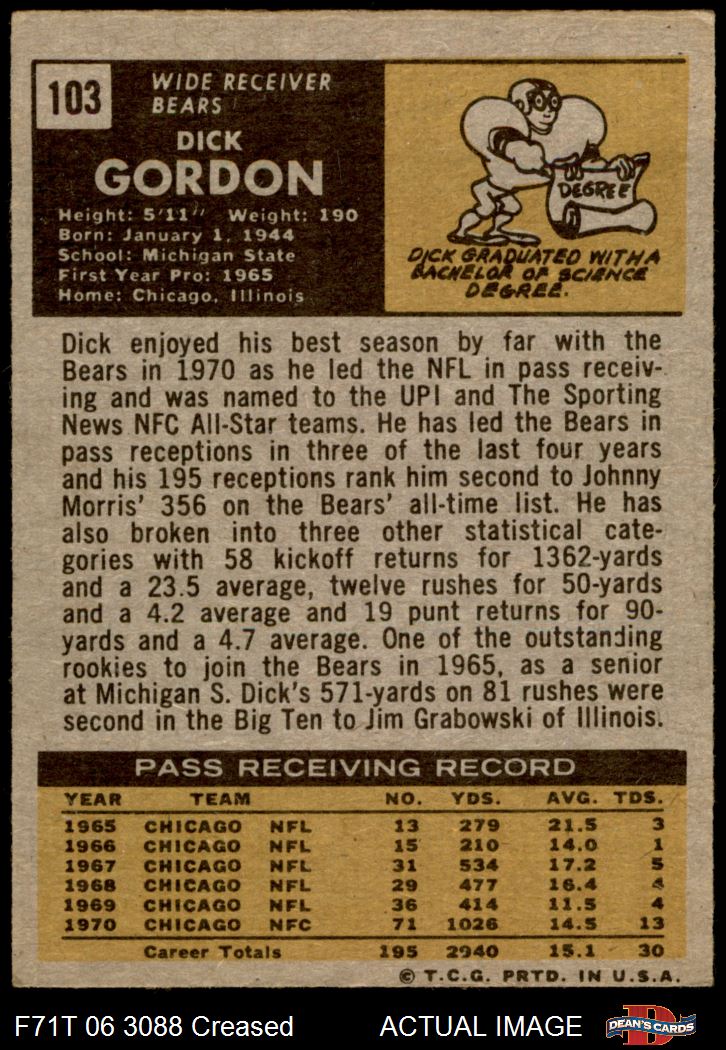 103
WIDE RECEIVER
BEARS
DICK
GORDON
Height: 5'11" Weight: 190
Born: January 1, 1944
School: Michigan State
First Year Pro: 1965
Home: Chicago, Illinois
DEGREE
DICK GRADUATED WITH A
BACHELOR OF SCIENCE
DEGREE.
Dick enjoyed his best season by far with the
Bears in 1970 as he led the NFL in pass receiv-
ing and was named to the UPI and The Sporting
News NFC All-Star teams. He has led the Bears in
pass receptions in three of the last four years
and his 195 receptions rank him second to Johnny
Morris' 356 on the Bears' all-time list. He has
also broken into three other statistical cate-
gories with 58 kickoff returns for 1362-yards
and a 23.5 average, twelve rushes for 50-yards
and a 4.2 average and 19 punt returns for 90-
yards and a 4.7 average. One of the outstanding
rookies to join the Bears in 1965, as a senior
at Michigan S. Dick's 571-yards on 81 rushes were
second in the Big Ten to Jim Grabowski of Illinois.
PASS RECEIVING RECORD
YEAR TEAM NO. YDS. AVG. TDS.
1965 CHICAGO NFL 13 279 21.5 3
1966 CHICAGO NFL 15 210 14.0 1
1967 CHICAGO NFL 31 534 17.2 5
1968 CHICAGO NFL 29 477 16.4 4
1969 CHICAGO NFL 36 414 11.5 4
1970 CHICAGO NFC 71 1026 14.5 13
Career Totals 195 2940 15.1 30
© T.C.G. PRTD. IN U.S.A.
F71T 06 3088 Creased ACTUAL IMAGE
D
DEAN'S CARDS